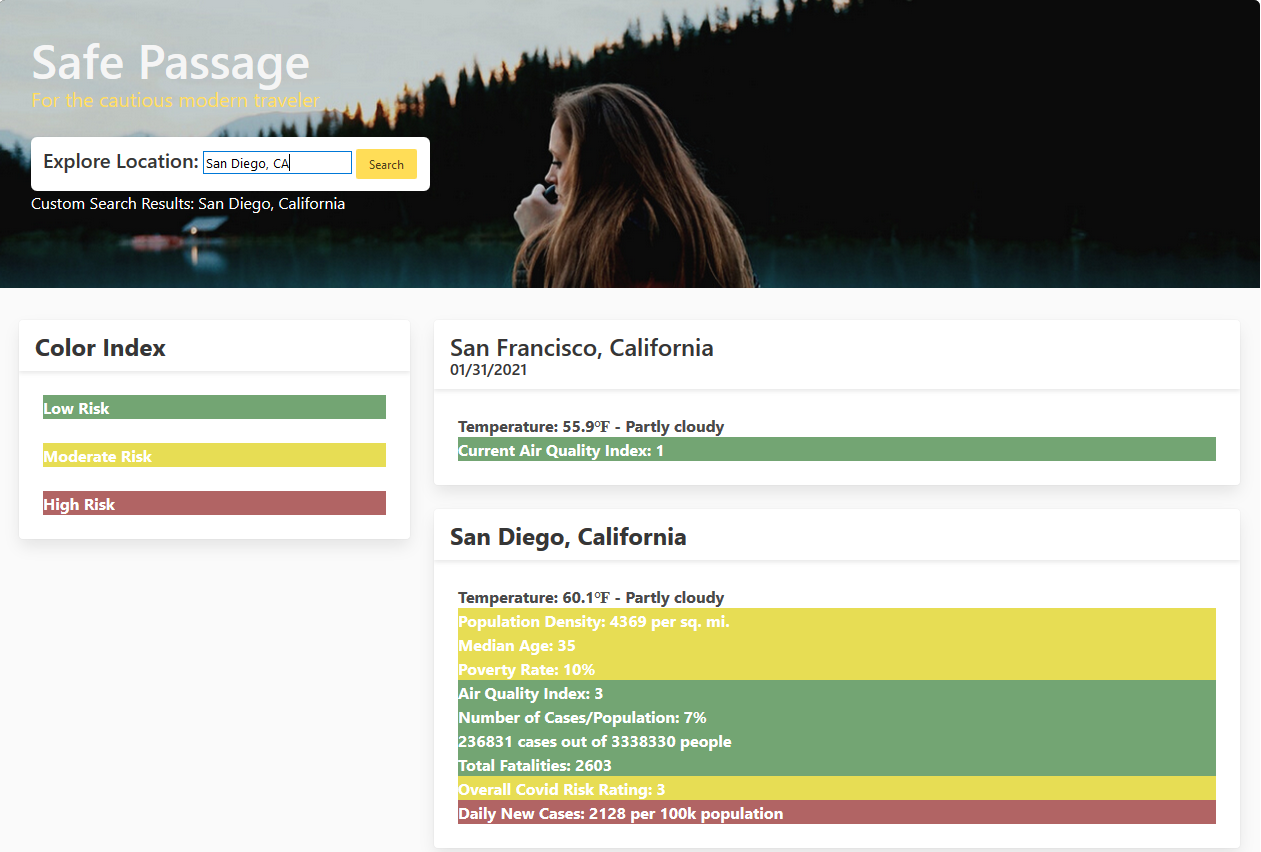 Safe Passage
For the cautious modern traveler
Explore Location: San Diego, CA Search
Custom Search Results: San Diego, California
Color Index
Low Risk
Moderate Risk
High Risk
San Francisco, California
01/31/2021
Temperature: 55.9℉ - Partly cloudy
Current Air Quality Index: 1
San Diego, California
Temperature: 60.1℉ - Partly cloudy
Population Density: 4369 per sq. mi.
Median Age: 35
Poverty Rate: 10%
Air Quality Index: 3
Number of Cases/Population: 7%
236831 cases out of 3338330 people
Total Fatalities: 2603
Overall Covid Risk Rating: 3
Daily New Cases: 2128 per 100k population